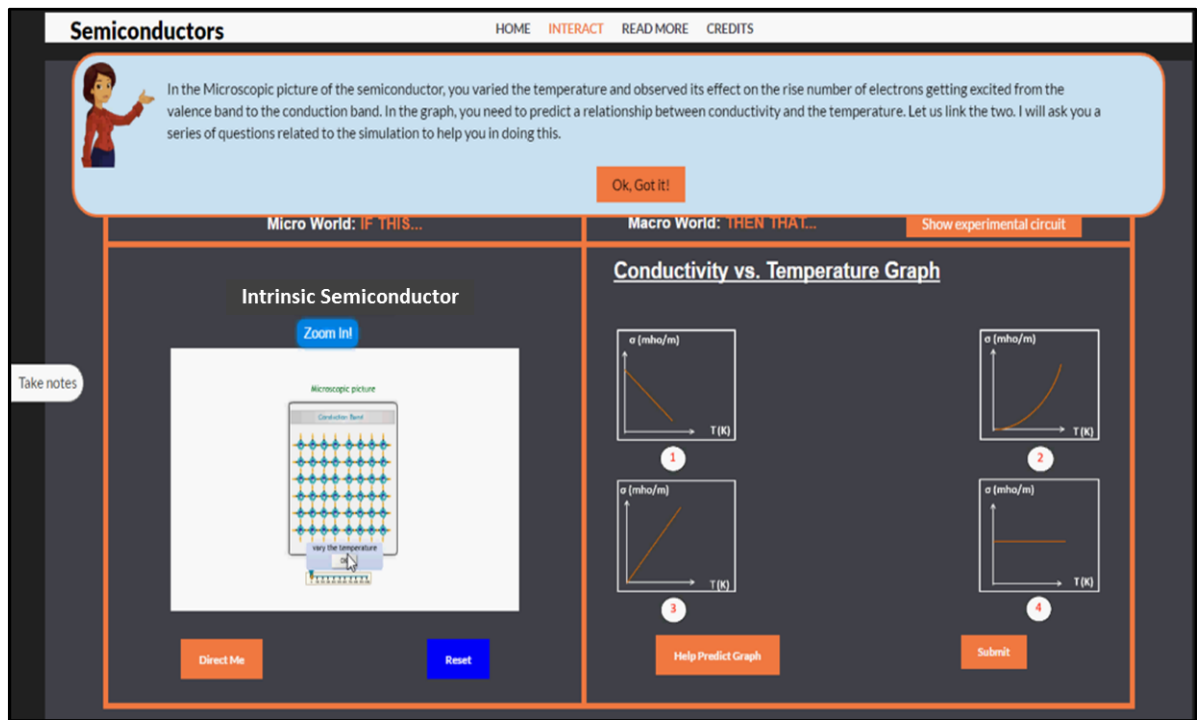 Semiconductors
HOME INTERACT READ MORE CREDITS
In the Microscopic picture of the semiconductor, you varied the temperature and observed its effect on the rise number of electrons getting excited from the
valence band to the conduction band. In the graph, you need to predict a relationship between conductivity and the temperature. Let us link the two. I will ask you a
series of questions related to the simulation to help you in doing this.
Ok, Got it!
Micro World: IF THIS...
Macro World: THEN THAT...
Show experimental circuit
Take notes
Intrinsic Semiconductor
Zoom In!
Microscopic picture
Conduction Band
vary the temperature
Direct Me
Reset
Conductivity vs. Temperature Graph
σ (mho/m)
T(K)
1
σ (mho/m)
T(K)
2
σ (mho/m)
T(K)
3
σ (mho/m)
T(K)
4
Help Predict Graph
Submit